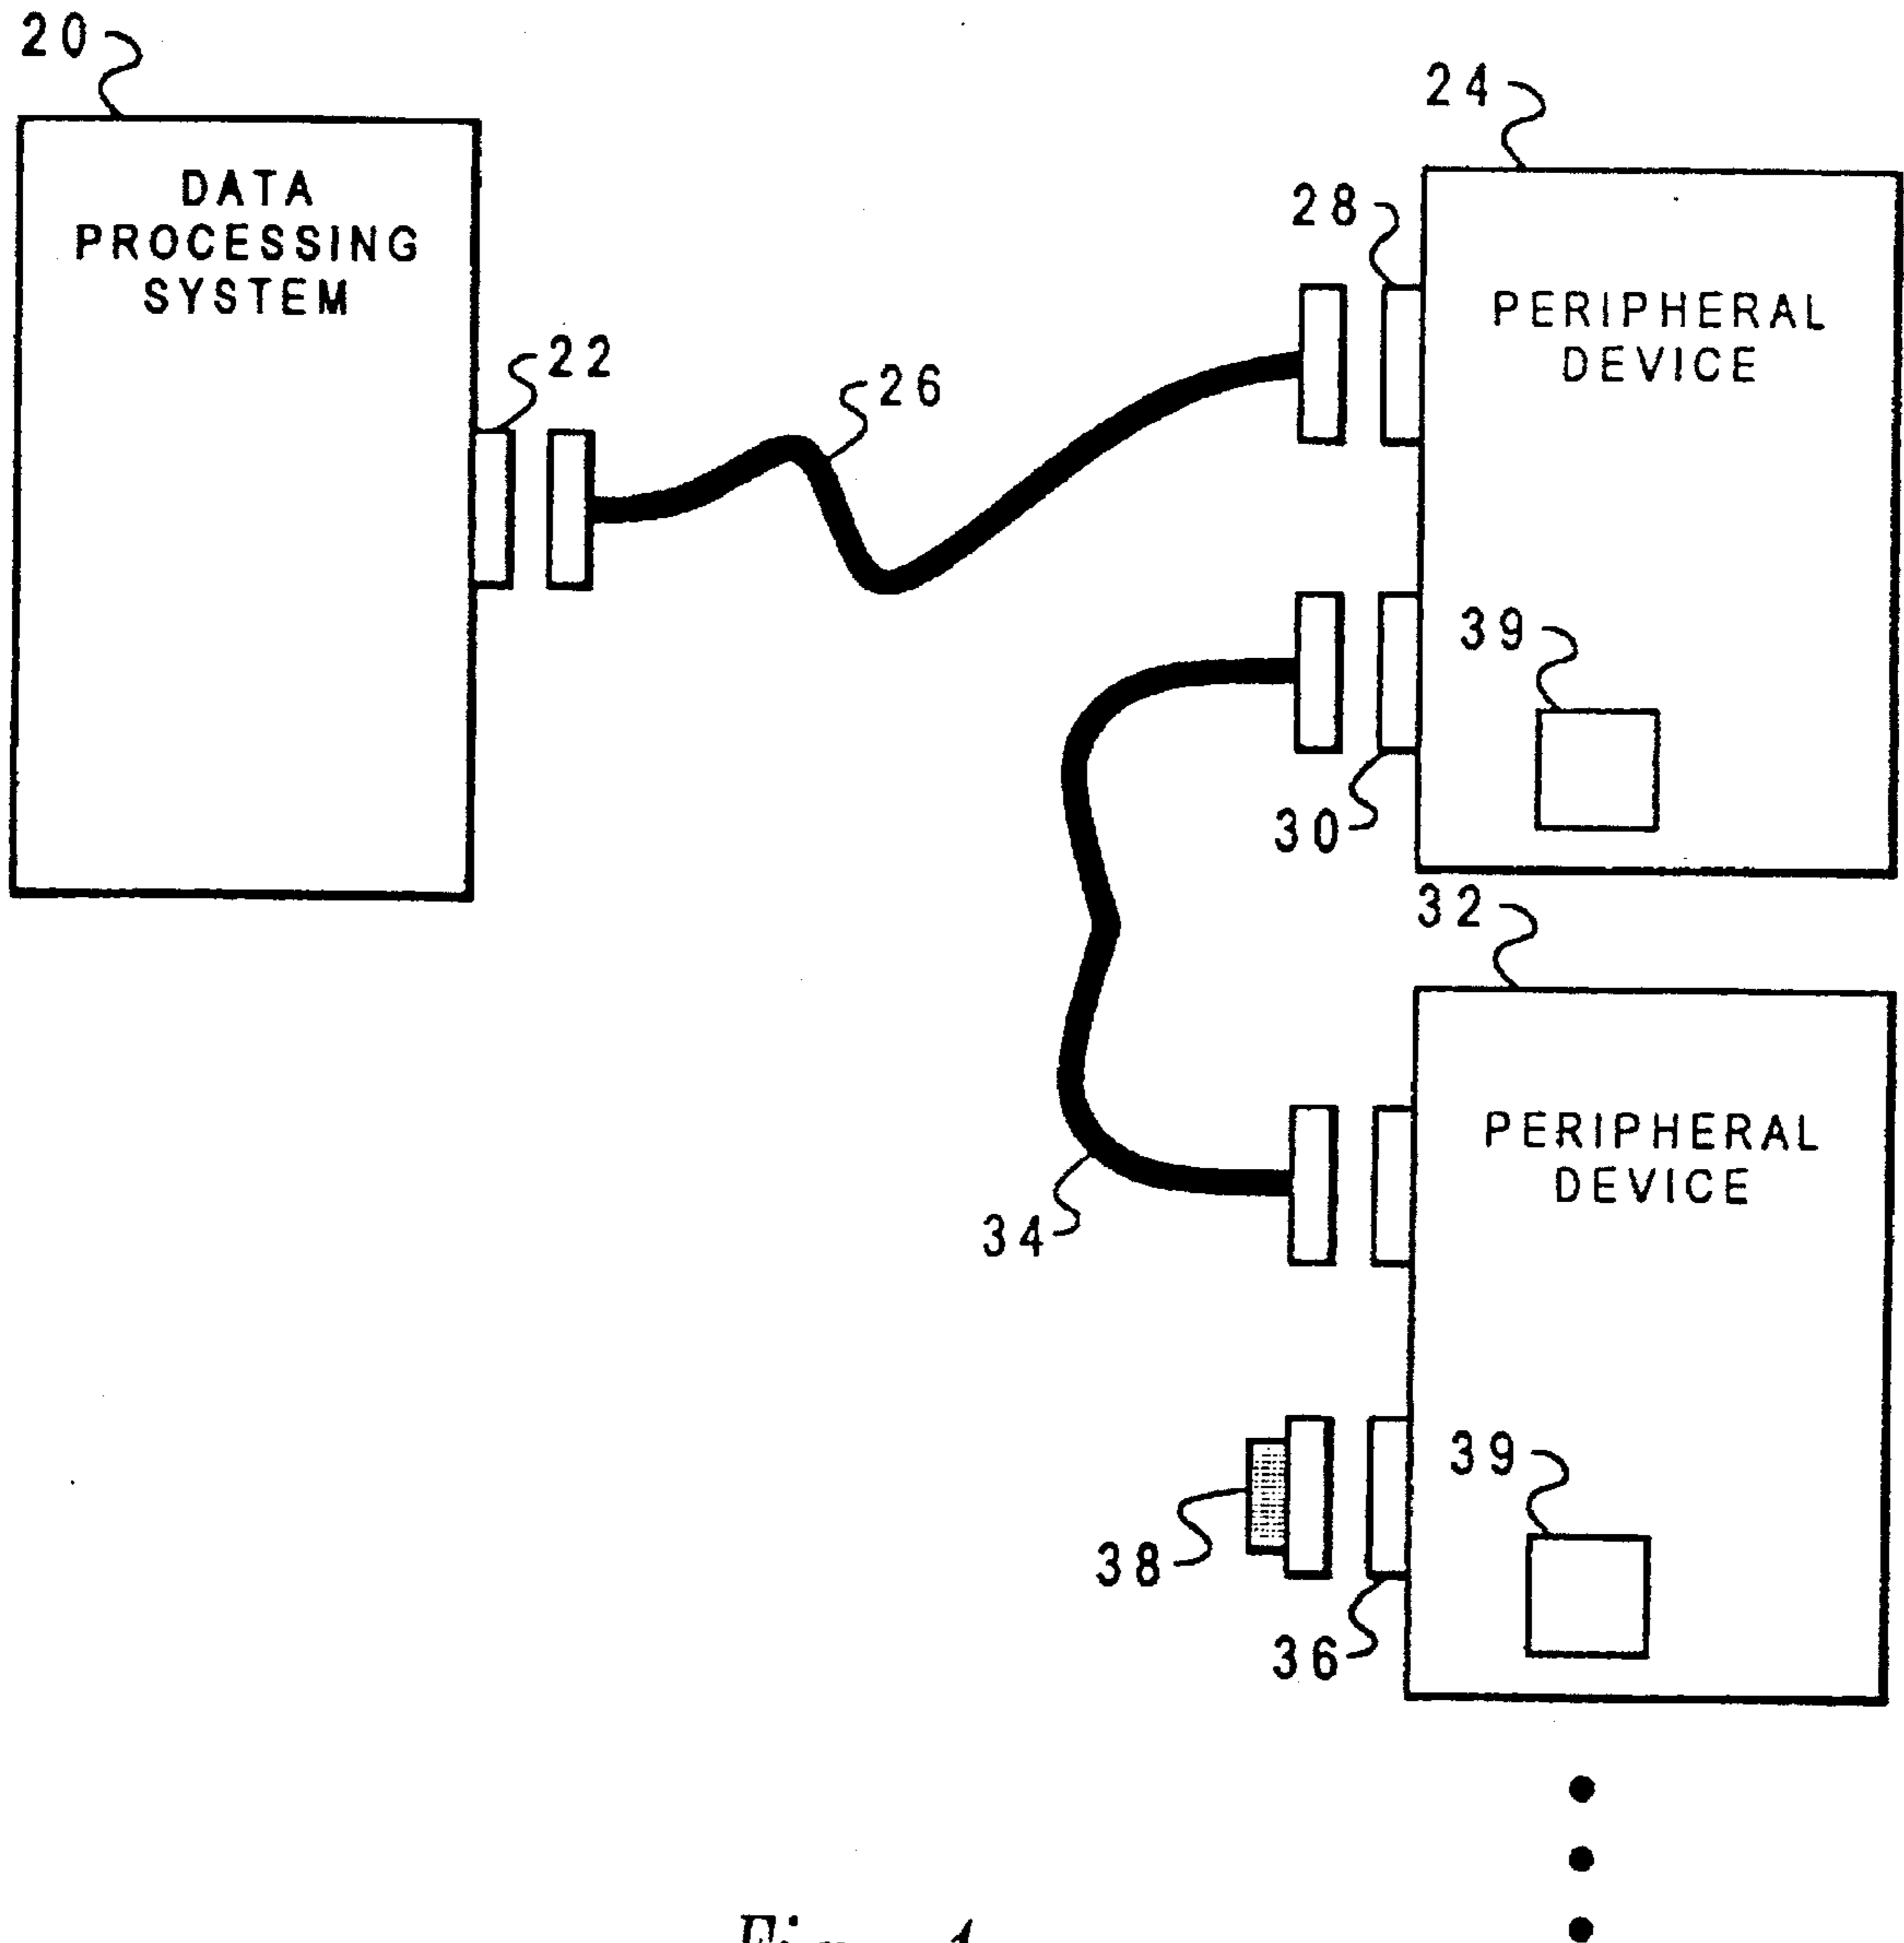 20
DATA
PROCESSING
SYSTEM
22
26
24
28
PERIPHERAL
DEVICE
39
30
32
PERIPHERAL
DEVICE
34
39
38
36